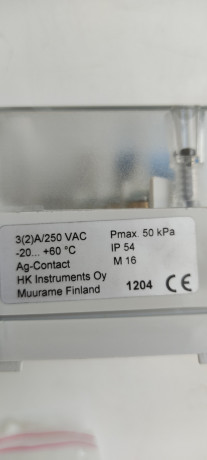 3(2)A/250 VAC Pmax. 50 kPa
-20... +60 °C IP 54
Ag-Contact M 16
HK Instruments Oy
Muurame Finland 1204 CE